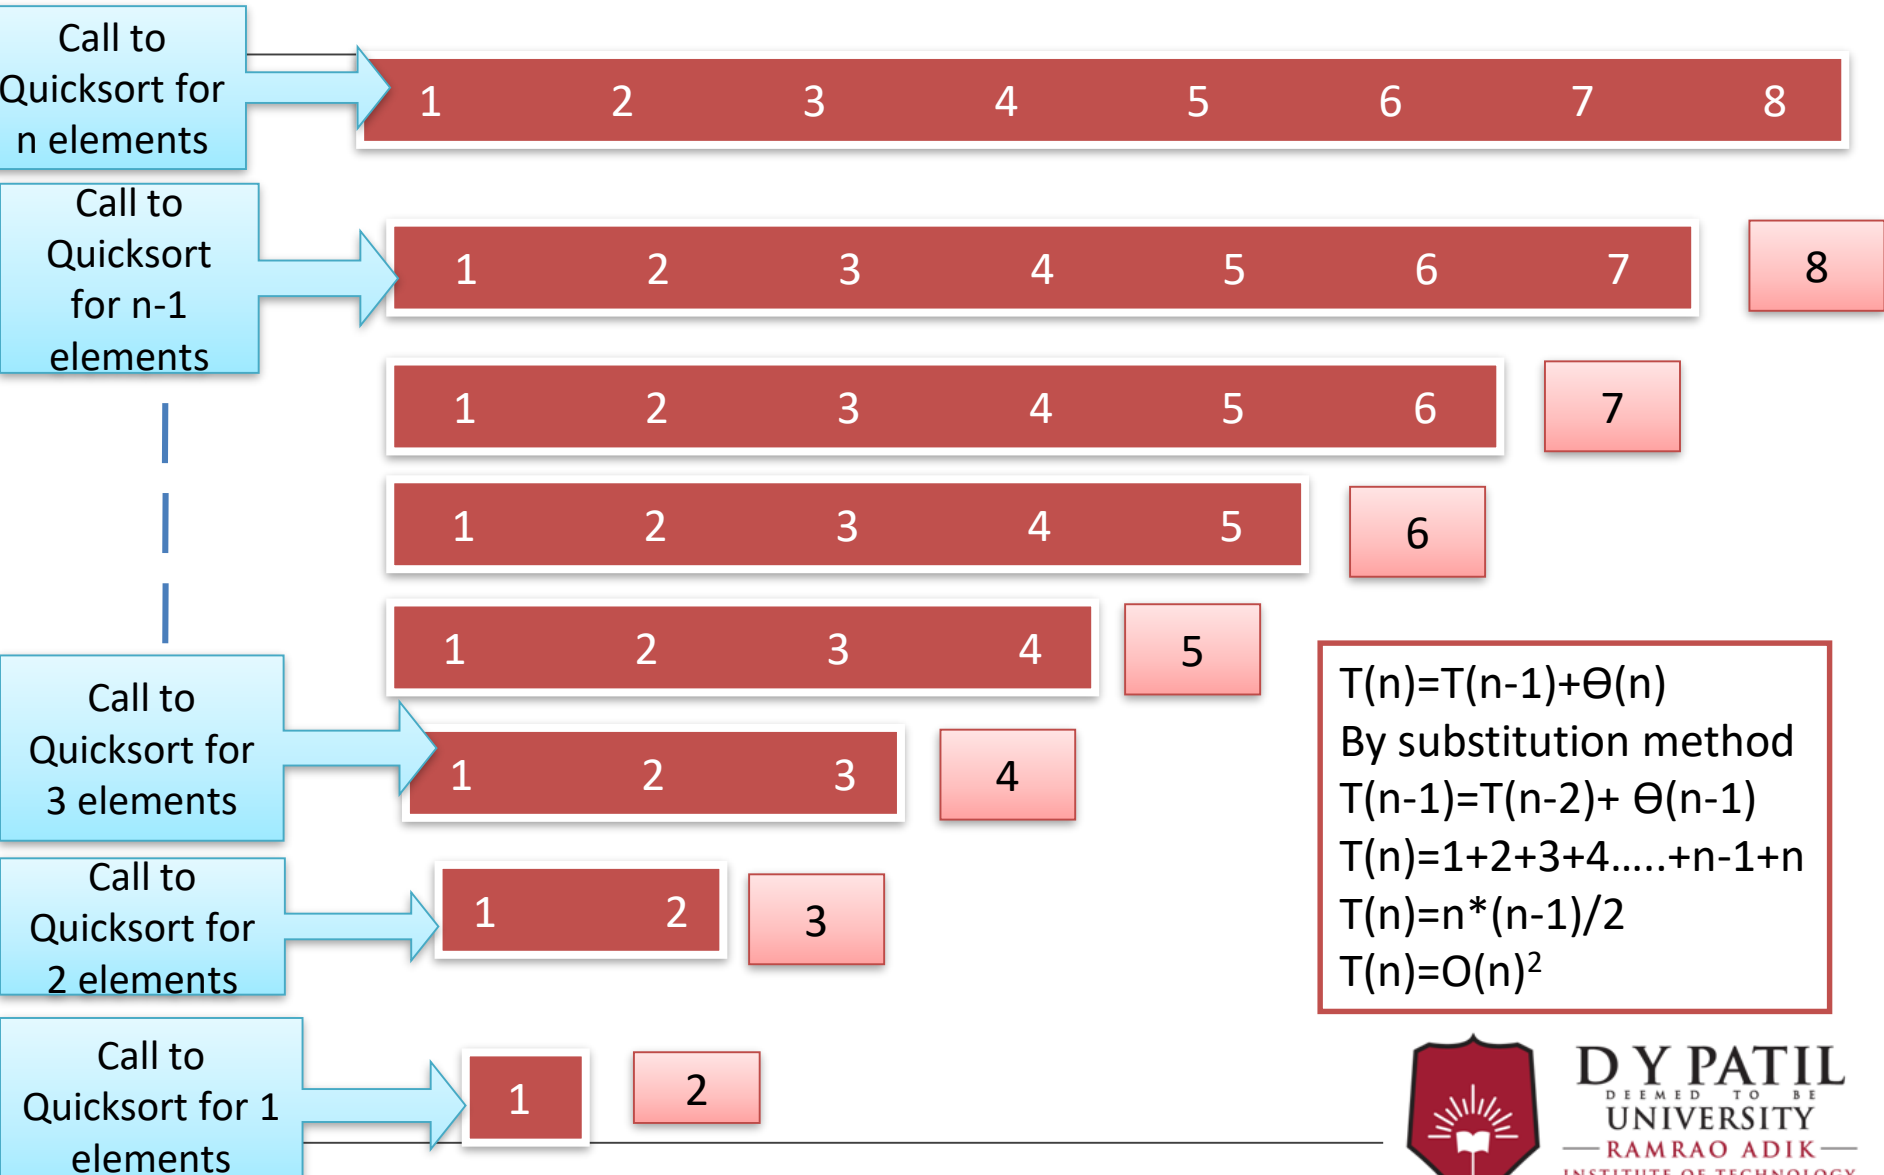 Call to
Quicksort for
n elements
1 2 3 4 5 6 7 8
Call to
Quicksort
for n-1
elements
1 2 3 4 5 6 7 8
1 2 3 4 5 6 7
1 2 3 4 5 6
1 2 3 4 5
Call to
Quicksort for
3 elements
1 2 3 4
Call to
Quicksort for
2 elements
1 2 3
Call to
Quicksort for 1
elements
1 2
T(n)=T(n-1)+Ɵ(n)
By substitution method
T(n-1)=T(n-2)+ Ɵ(n-1)
T(n)=1+2+3+4…..+n-1+n
T(n)=n*(n-1)/2
T(n)=O(n)²
D Y PATIL
DEEMED TO BE
UNIVERSITY
RAMRAO ADIK
INSTITUTE OF TECHNOLOGY